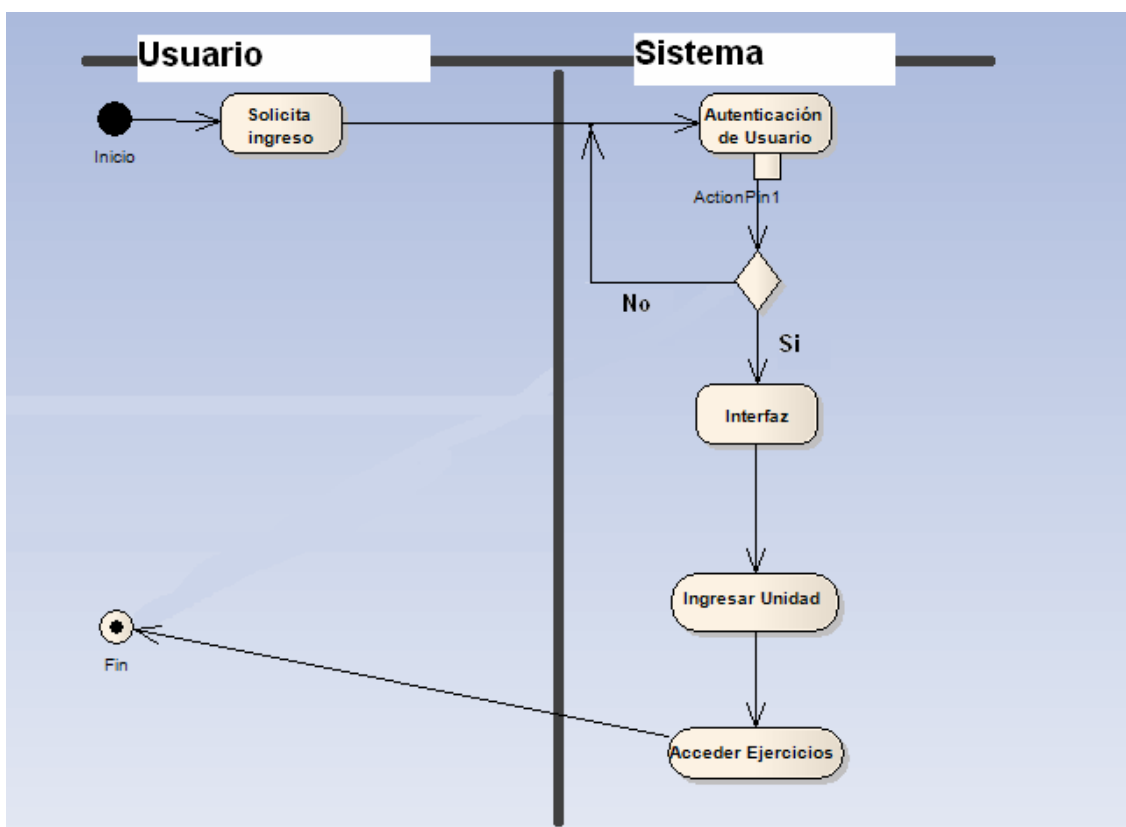 Usuario
Sistema
Inicio
Solicita
ingreso
Autenticación
de Usuario
ActionPin1
No
Si
Interfaz
Ingresar Unidad
Fin
Acceder Ejercicios